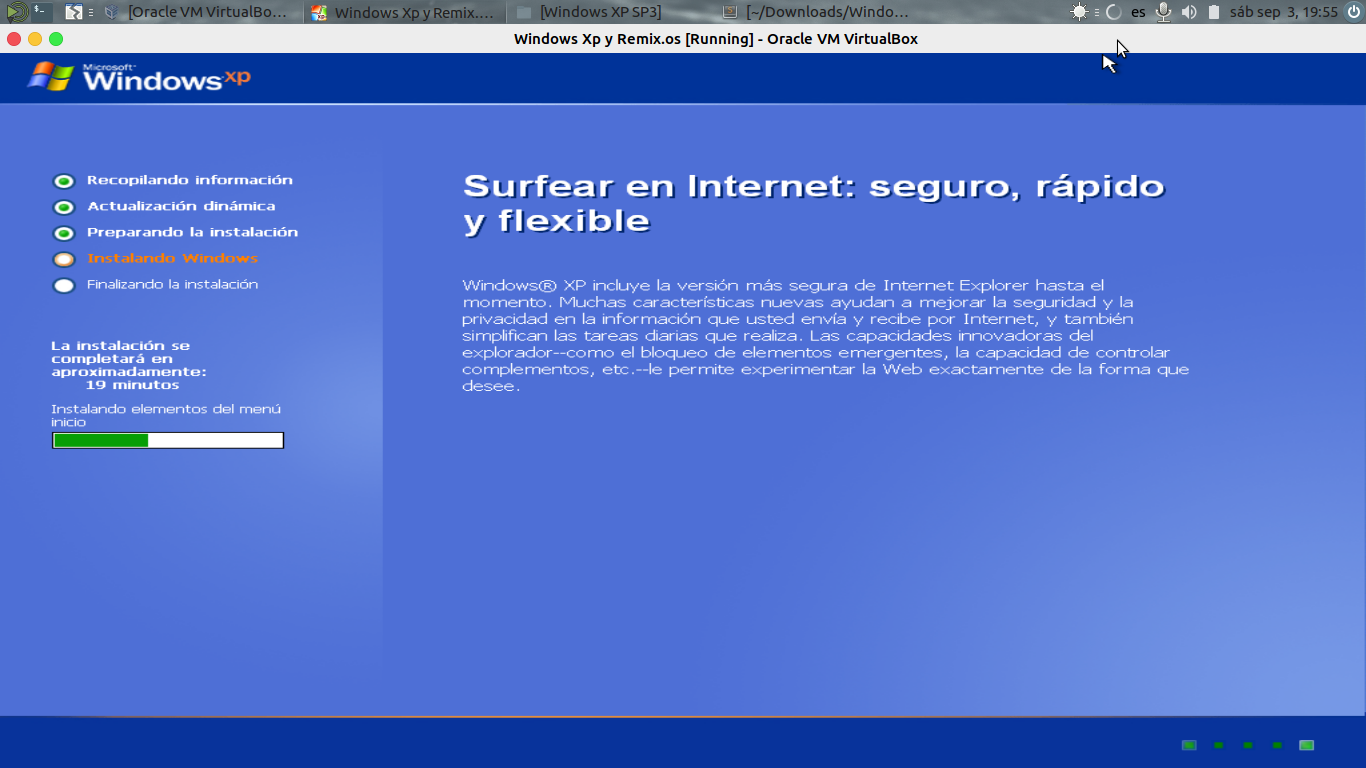 [Oracle VM VirtualBo...
Windows Xp y Remix....
[Windows XP SP3]
[~/Downloads/Windo...
es
sáb sep 3, 19:55
Windows Xp y Remix.os [Running] - Oracle VM VirtualBox
Microsoft
Windows xp
Recopilando información
Actualización dinámica
Preparando la instalación
Instalando Windows
Finalizando la instalación
La instalación se
completará en
aproximadamente:
19 minutos
Instalando elementos del menú
inicio
Surfear en Internet: seguro, rápido
y flexible
Windows® XP incluye la versión más segura de Internet Explorer hasta el
momento. Muchas características nuevas ayudan a mejorar la seguridad y la
privacidad en la información que usted envía y recibe por Internet, y también
simplifican las tareas diarias que realiza. Las capacidades innovadoras del
explorador--como el bloqueo de elementos emergentes, la capacidad de controlar
complementos, etc.--le permite experimentar la Web exactamente de la forma que
desee.